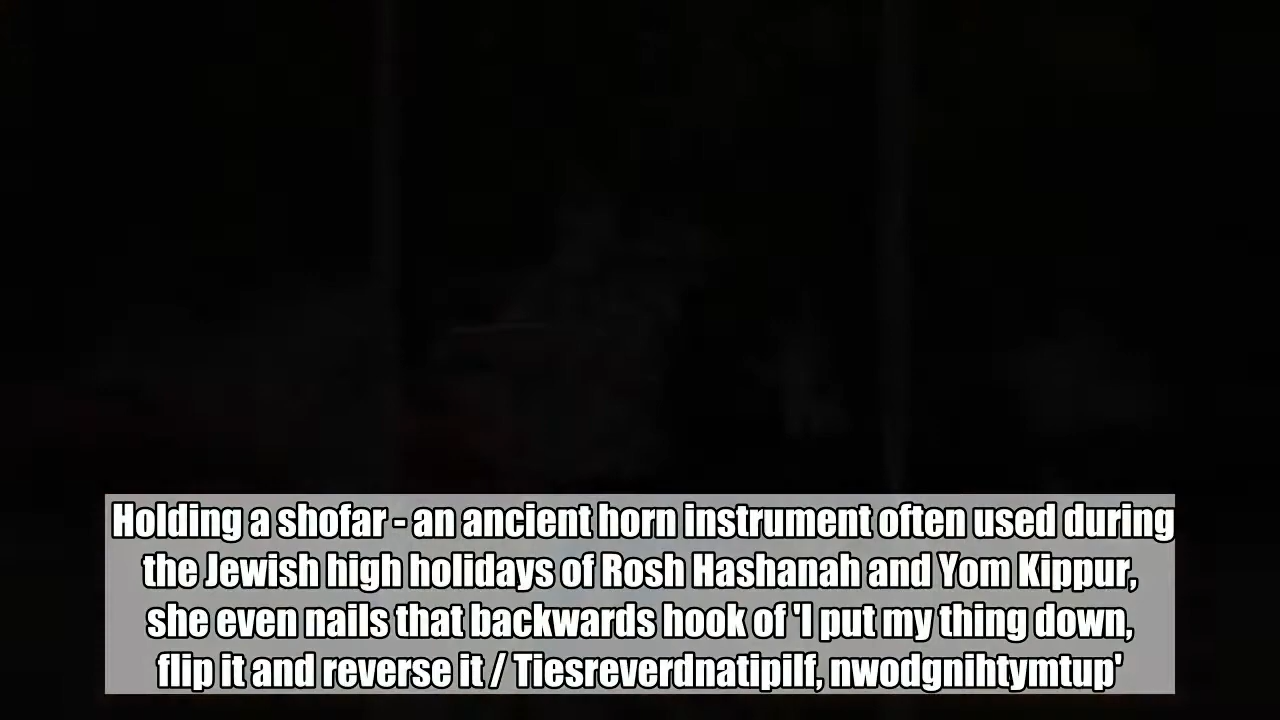 Holding a shofar - an ancient horn instrument often used during
the Jewish high holidays of Rosh Hashanah and Yom Kippur,
she even nails that backwards hook of 'I put my thing down,
flip it and reverse it / Tiesreverdnatipilf, nwodgnihtymtup'